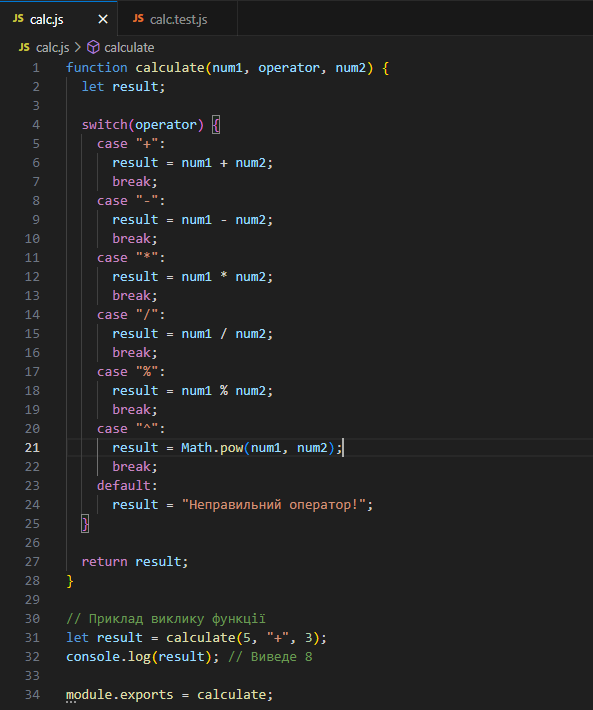 JS calc.js × JS calc.test.js
JS calc.js > calculate
1 function calculate(num1, operator, num2) {
2   let result;
3
4   switch(operator) {
5     case "+":
6       result = num1 + num2;
7       break;
8     case "-":
9       result = num1 - num2;
10       break;
11     case "*":
12       result = num1 * num2;
13       break;
14     case "/":
15       result = num1 / num2;
16       break;
17     case "%":
18       result = num1 % num2;
19       break;
20     case "^":
21       result = Math.pow(num1, num2);
22       break;
23     default:
24       result = "Неправильний оператор!";
25   }
26
27   return result;
28 }
29
30 // Приклад виклику функції
31 let result = calculate(5, "+", 3);
32 console.log(result); // Виведе 8
33
34 module.exports = calculate;